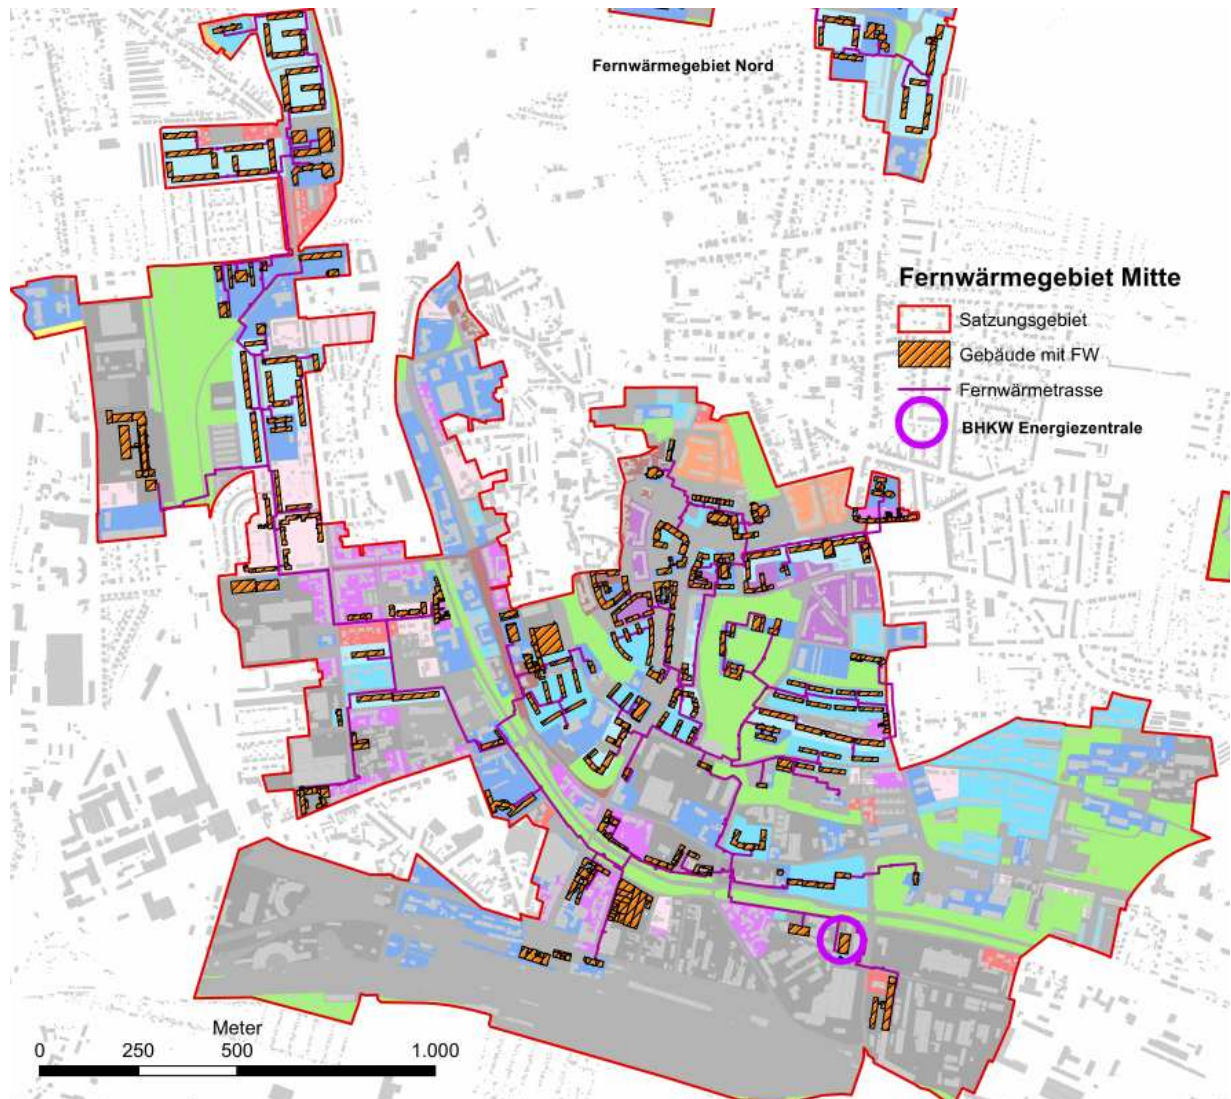 Fernwärmegebiet Nord
Fernwärmegebiet Mitte
Satzungsgebiet
Gebäude mit FW
Fernwärmetrasse
BHKW Energiezentrale
Meter
0 250 500 1.000